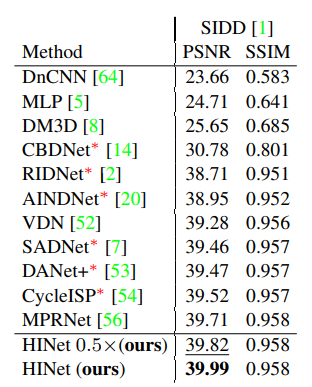 SIDD [1]
Method PSNR SSIM
DnCNN [64] 23.66 0.583
MLP [5] 24.71 0.641
DM3D [8] 25.65 0.685
CBDNet* [14] 30.78 0.801
RIDNet* [2] 38.71 0.951
AINDNet* [20] 38.95 0.952
VDN [52] 39.28 0.956
SADNet* [7] 39.46 0.957
DANet+* [53] 39.47 0.957
CycleISP* [54] 39.52 0.957
MPRNet [56] 39.71 0.958
HINet 0.5×(ours) 39.82 0.958
HINet (ours) 39.99 0.958